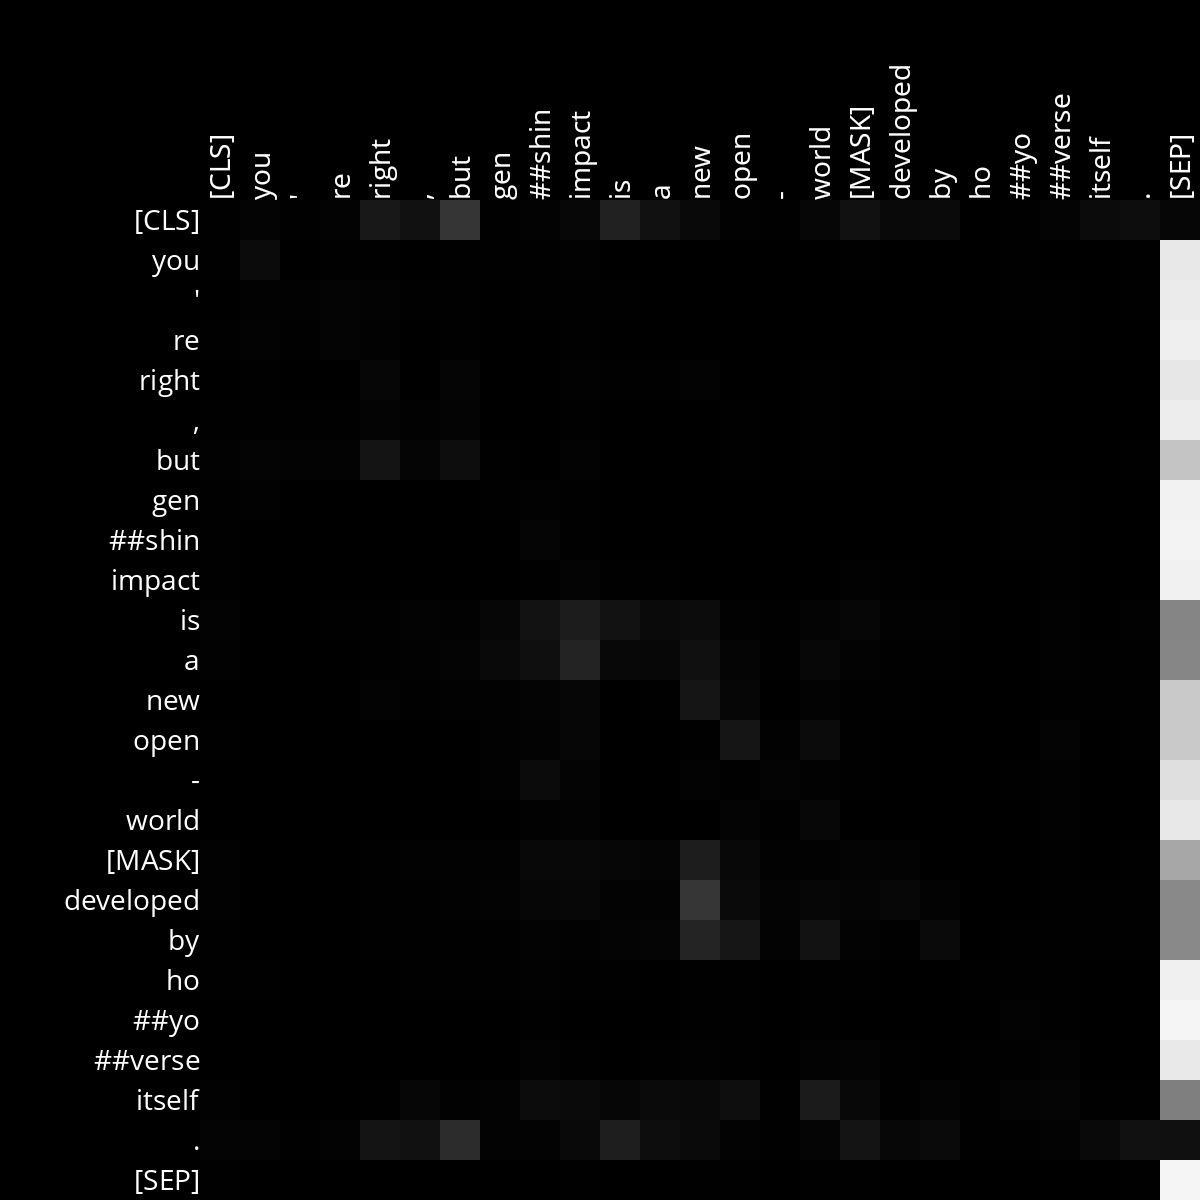 [CLS] you ' re right , but gen ##shin impact is a new open - world [MASK] developed by ho ##yo ##verse itself . [SEP]
[CLS]
you
'
re
right
,
but
gen
##shin
impact
is
a
new
open
-
world
[MASK]
developed
by
ho
##yo
##verse
itself
.
[SEP]